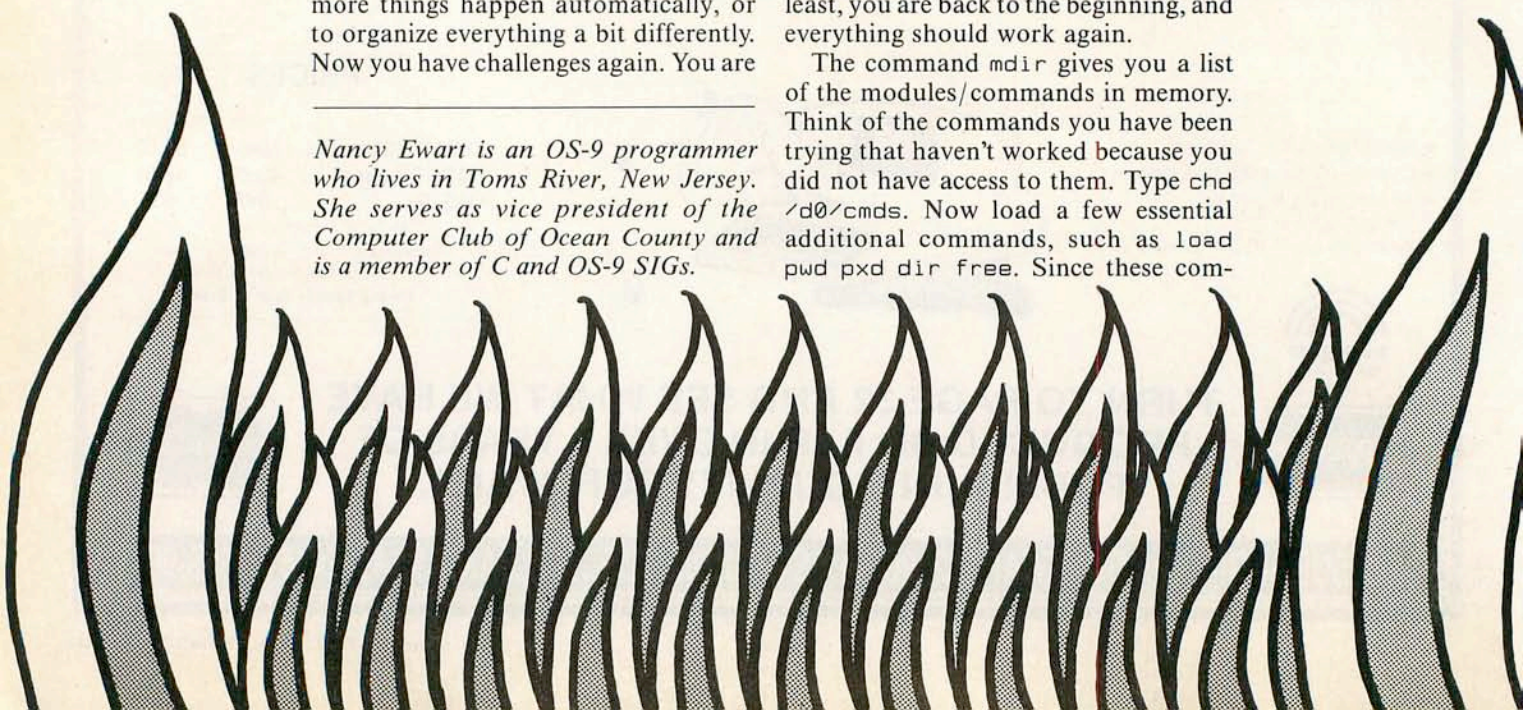 more things happen automatically, or
to organize everything a bit differently.
Now you have challenges again. You are
Nancy Ewart is an OS-9 programmer
who lives in Toms River, New Jersey.
She serves as vice president of the
Computer Club of Ocean County and
is a member of C and OS-9 SIGs.
least, you are back to the beginning, and
everything should work again.
The command mdir gives you a list
of the modules/commands in memory.
Think of the commands you have been
trying that haven't worked because you
did not have access to them. Type chd
/d0/cmds. Now load a few essential
additional commands, such as load
pwd pxd dir free. Since these com-